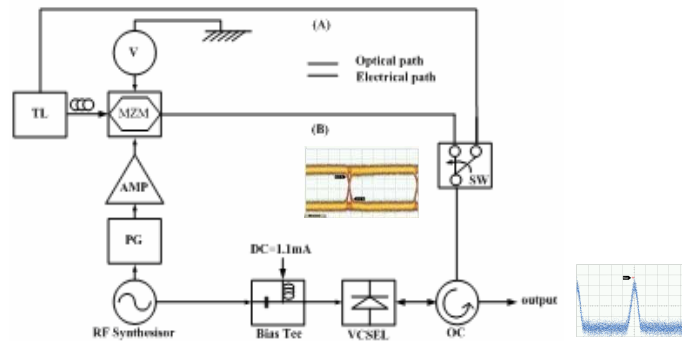 (A)
V
Optical path
Electrical path
TL
MZM
(B)
SW
AMP
PG
DC=1.1mA
RF Synthesisor
Bias Tee
VCSEL
OC
output